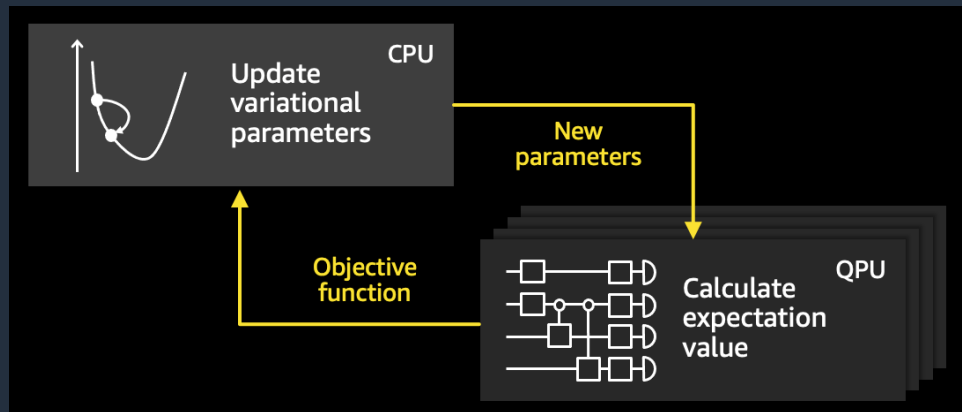 CPU
Update
variational
parameters
New
parameters
Objective
function
QPU
Calculate
expectation
value